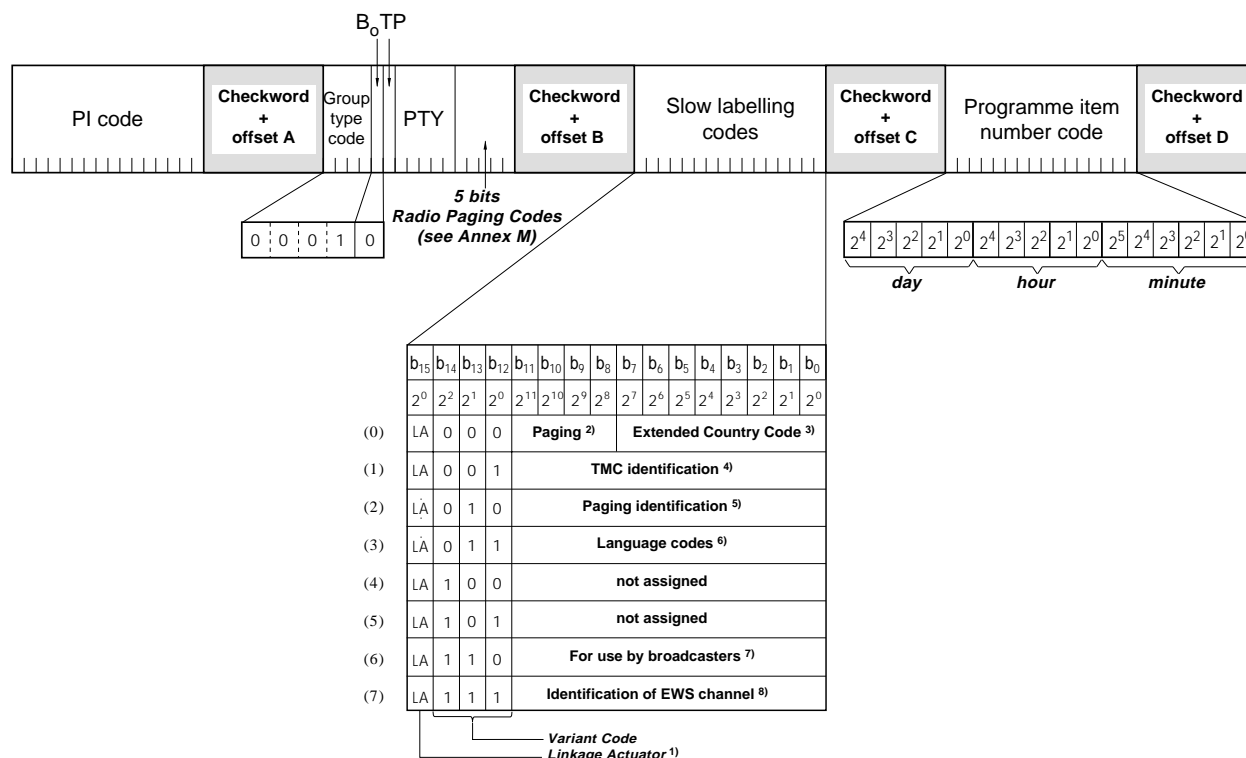 BoTP
PI code
Checkword + offset A
Group type code
PTY
Checkword + offset B
Slow labelling codes
Checkword + offset C
Programme item number code
Checkword + offset D
5 bits
Radio Paging Codes
(see Annex M)
0 0 0 1 0
2⁴ 2³ 2² 2¹ 2⁰ 2⁴ 2³ 2² 2¹ 2⁰ 2⁵ 2⁴ 2³ 2² 2¹ 2⁰
day hour minute
b₁₅ b₁₄ b₁₃ b₁₂ b₁₁ b₁₀ b₉ b₈ b₇ b₆ b₅ b₄ b₃ b₂ b₁ b₀
2⁰ 2² 2¹ 2⁰ 2¹¹ 2¹⁰ 2⁹ 2⁸ 2⁷ 2⁶ 2⁵ 2⁴ 2³ 2² 2¹ 2⁰
(0) LA 0 0 0 Paging ²⁾ Extended Country Code ³⁾
(1) LA 0 0 1 TMC identification ⁴⁾
(2) LA 0 1 0 Paging identification ⁵⁾
(3) LA 0 1 1 Language codes ⁶⁾
(4) LA 1 0 0 not assigned
(5) LA 1 0 1 not assigned
(6) LA 1 1 0 For use by broadcasters ⁷⁾
(7) LA 1 1 1 Identification of EWS channel ⁸⁾
Variant Code
Linkage Actuator ¹⁾